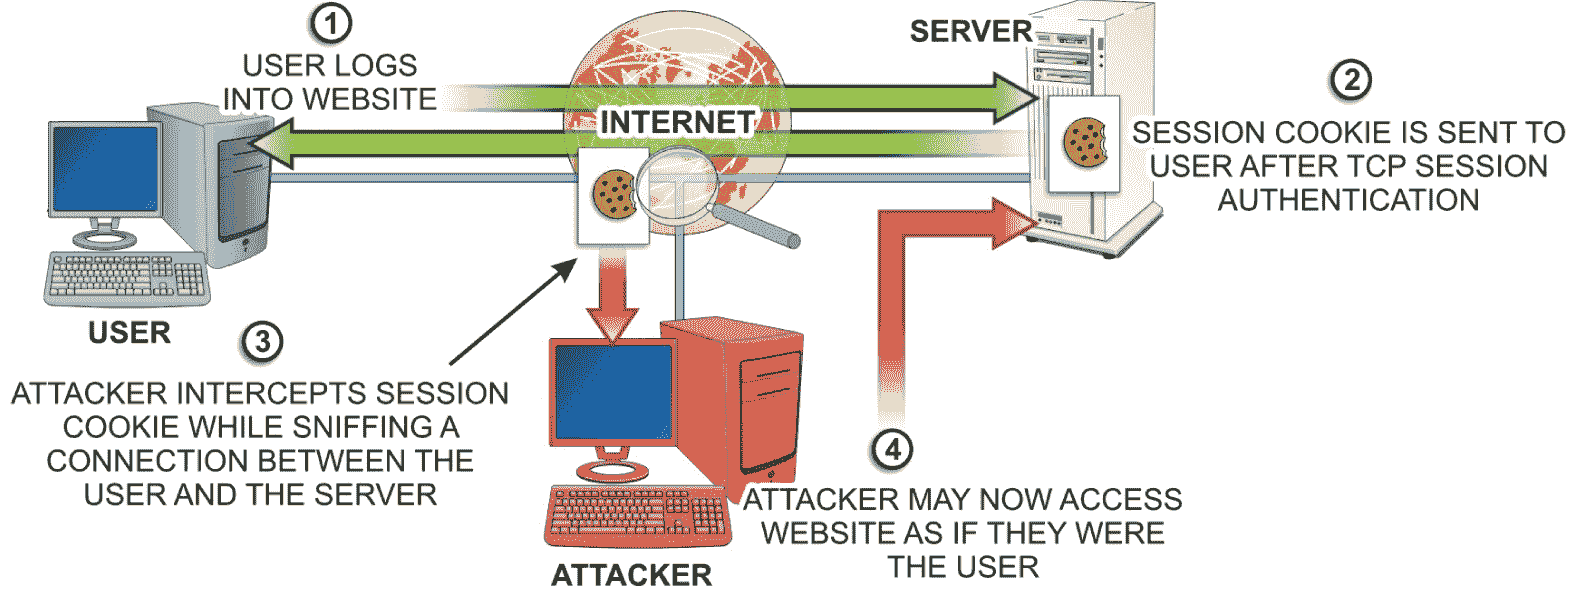 1
USER LOGS
INTO WEBSITE
SERVER
2
SESSION COOKIE IS SENT TO
USER AFTER TCP SESSION
AUTHENTICATION
INTERNET
USER
3
ATTACKER INTERCEPTS SESSION
COOKIE WHILE SNIFFING A
CONNECTION BETWEEN THE
USER AND THE SERVER
4
ATTACKER MAY NOW ACCESS
WEBSITE AS IF THEY WERE
THE USER
ATTACKER